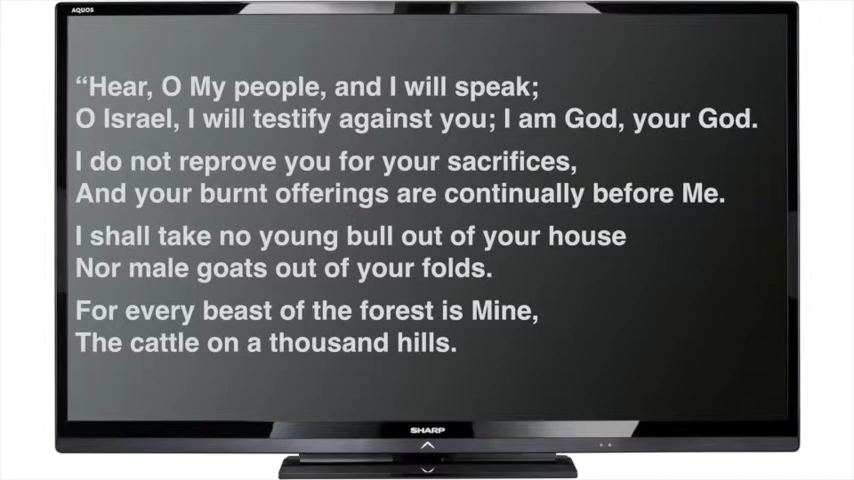 AQUOS
“Hear, O My people, and I will speak;
O Israel, I will testify against you; I am God, your God.
I do not reprove you for your sacrifices,
And your burnt offerings are continually before Me.
I shall take no young bull out of your house
Nor male goats out of your folds.
For every beast of the forest is Mine,
The cattle on a thousand hills.
SHARP